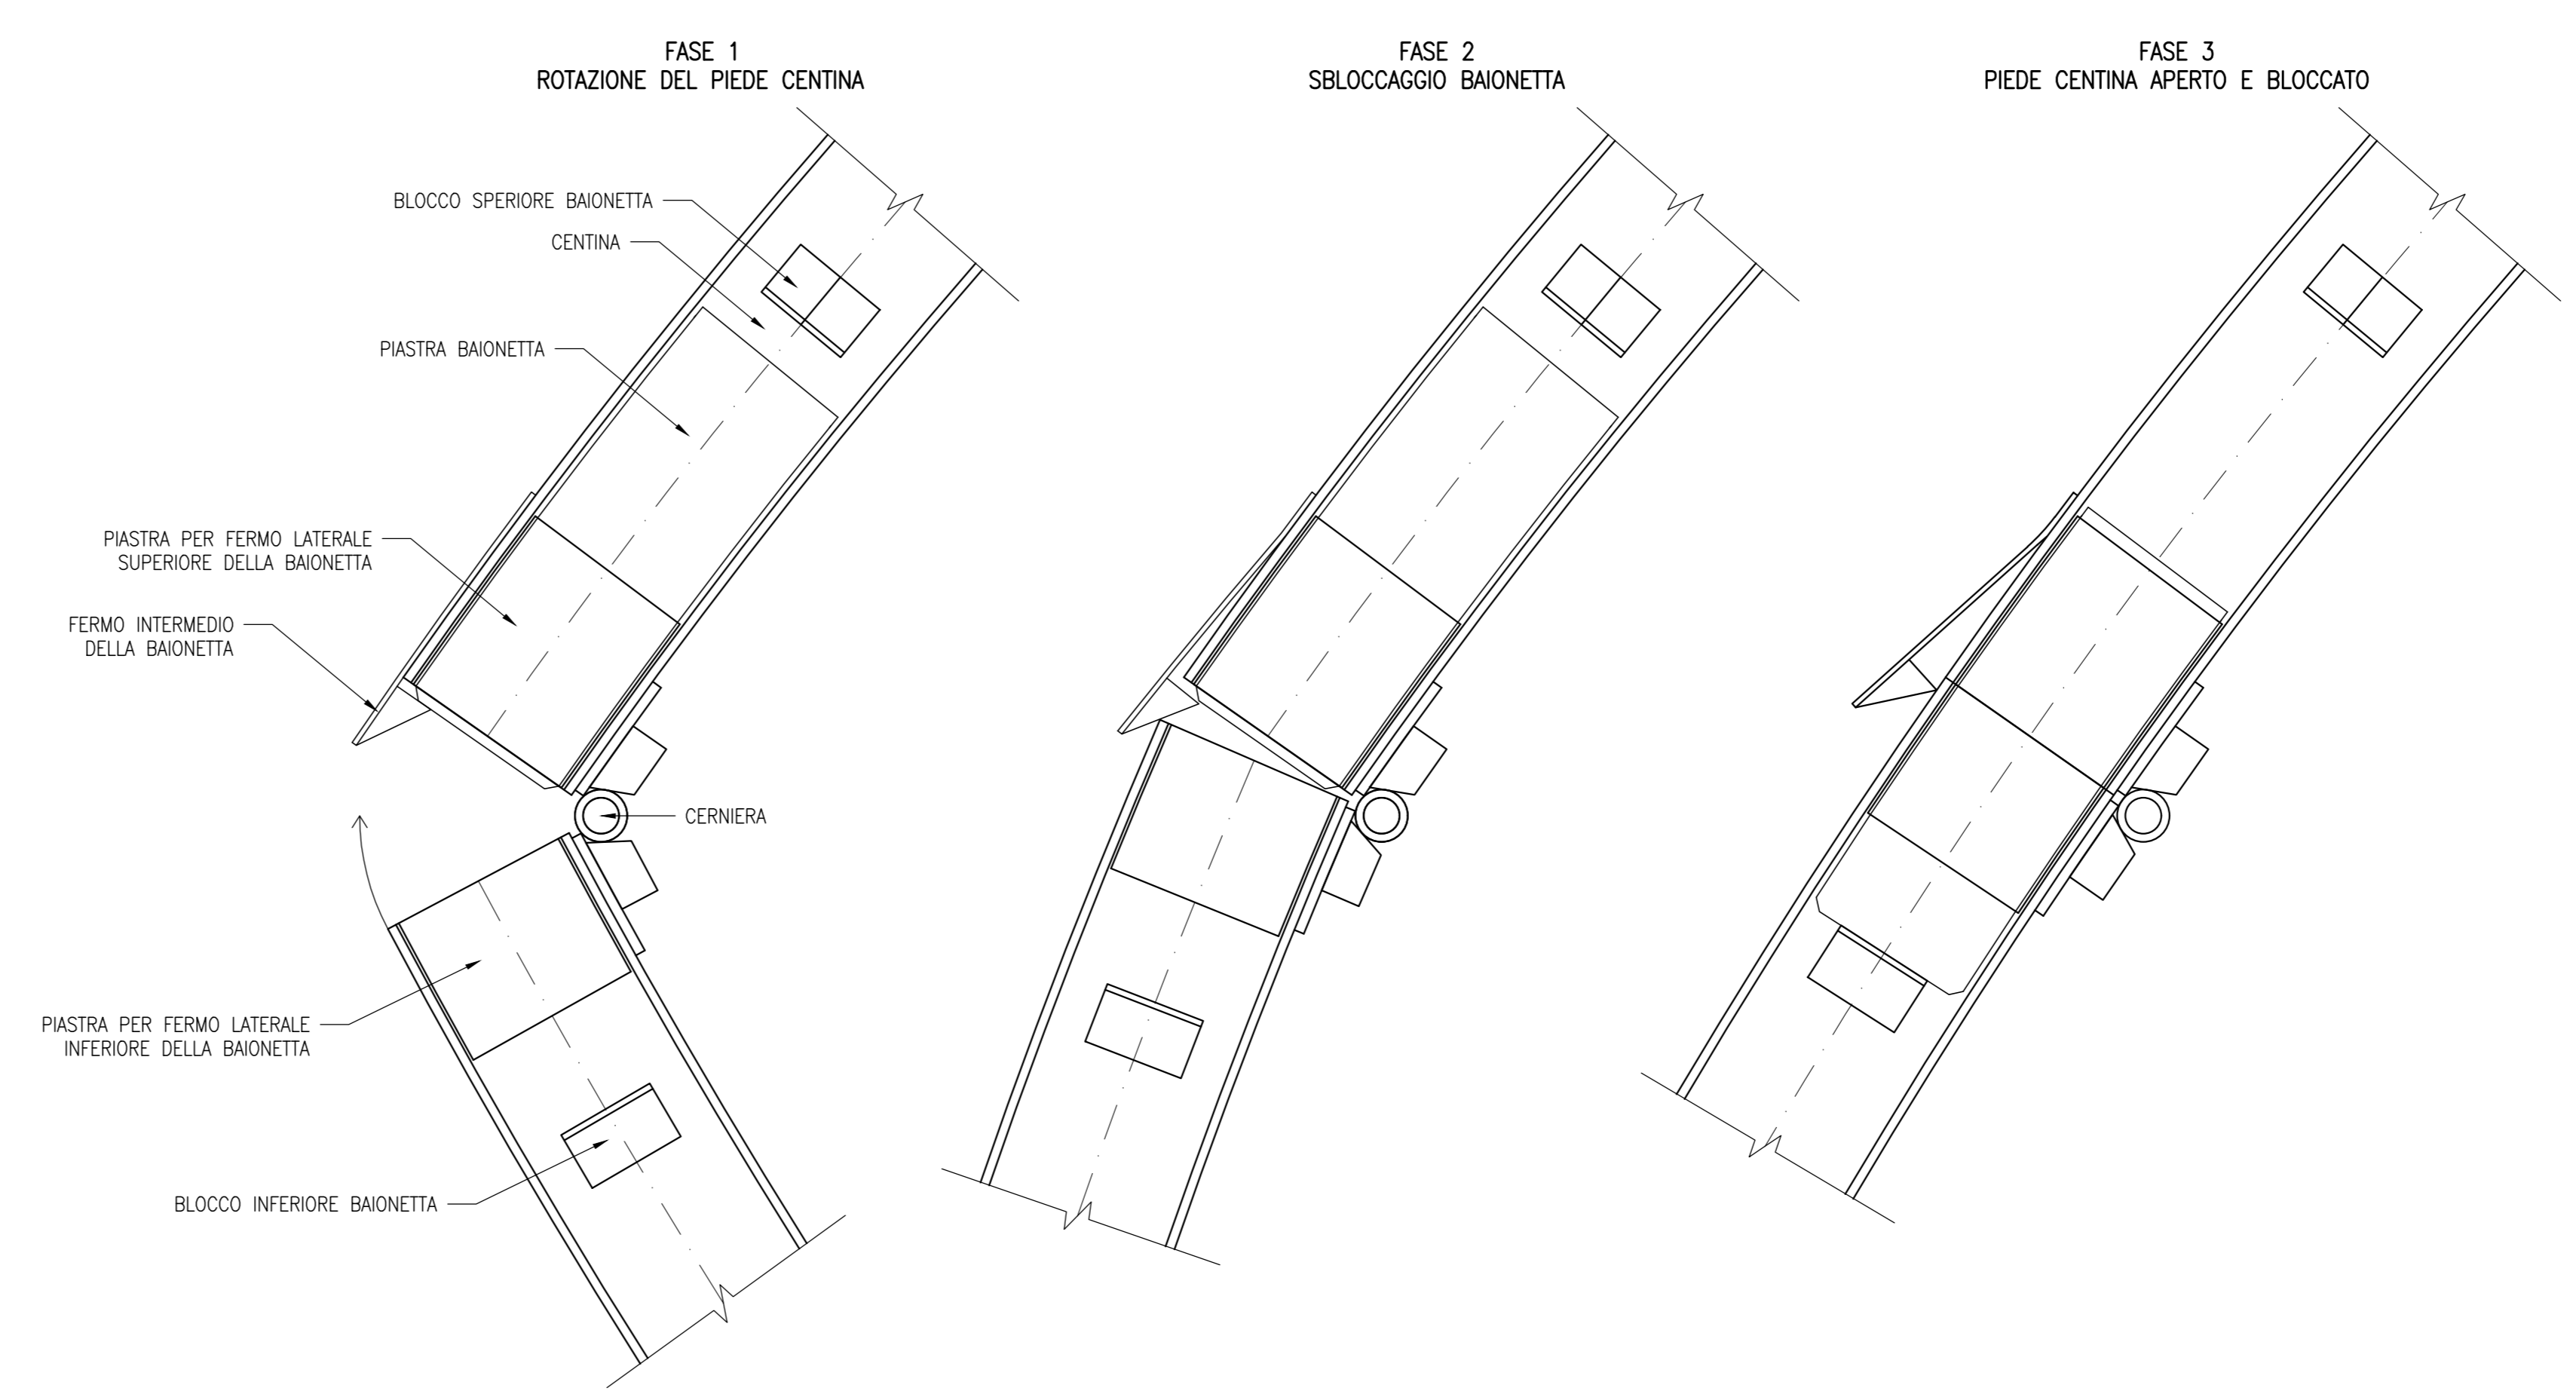 FASE 1
ROTAZIONE DEL PIEDE CENTINA
FASE 2
SBLOCCAGGIO BAIONETTA
FASE 3
PIEDE CENTINA APERTO E BLOCCATO
BLOCCO SPERIORE BAIONETTA
CENTINA
PIASTRA BAIONETTA
PIASTRA PER FERMO LATERALE
SUPERIORE DELLA BAIONETTA
FERMO INTERMEDIO
DELLA BAIONETTA
CERNIERA
PIASTRA PER FERMO LATERALE
INFERIORE DELLA BAIONETTA
BLOCCO INFERIORE BAIONETTA